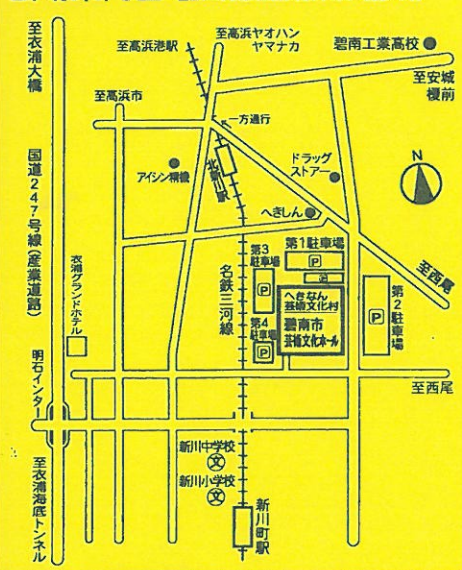 至衣浦大橋
至高浜港駅
至高浜ヤオハン
ヤマナカ
碧南工業高校
至安城
榎前
至高浜市
一方通行
N
国道247号線(産業道路)
アイシン精機
北新川駅
ドラッグ
ストアー
へきしん
至西尾
名鉄三河線
第3
駐車場
P
第1駐車場
P
へきなん
芸術文化村
碧南市
芸術文化ホール
第2駐車場
P
第4
駐車場
P
衣浦グランドホテル
至西尾
明石インター
新川中学校
文
新川小学校
文
新川町駅
至衣浦海底トンネル